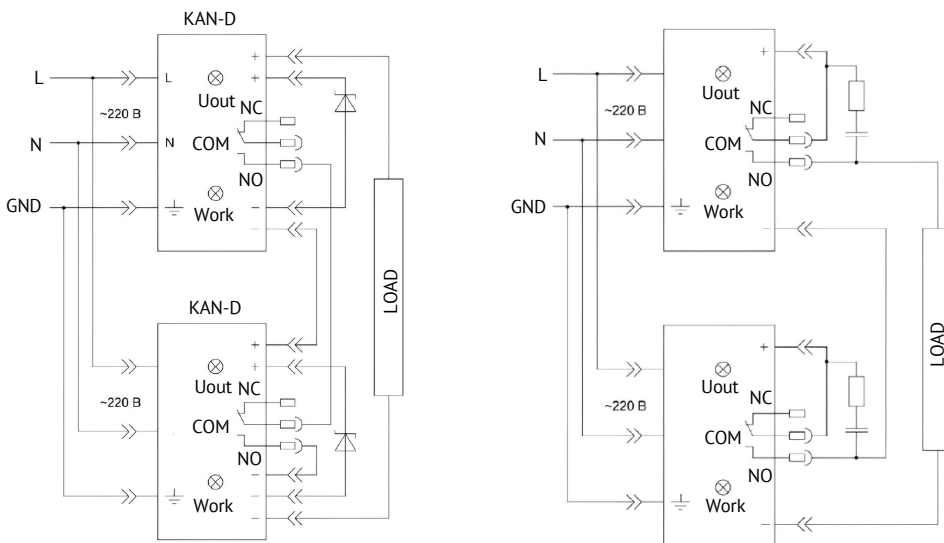 KAN-D
L
L
+
+
~220 В
Uout
NC
N
N
COM
NO
GND
Work
−
−
LOAD
KAN-D
+
+
~220 В
Uout
NC
COM
NO
−
−
−
Work
L
+
~220 В
Uout
NC
N
COM
NO
GND
Work
−
LOAD
+
~220 В
Uout
NC
COM
NO
Work
−